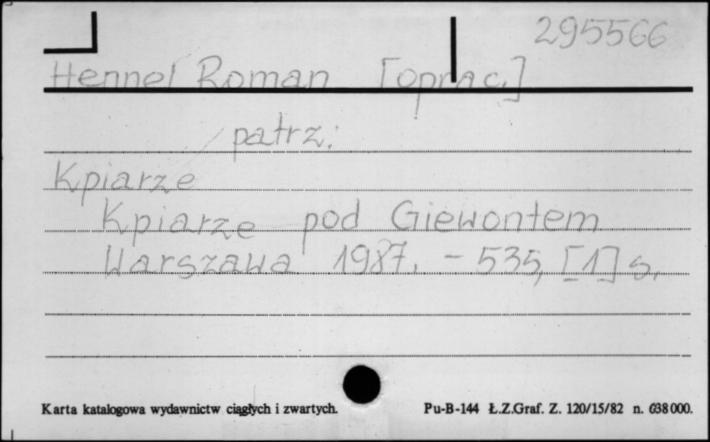 295566
Hennel Roman [oprac.]
patrz:
Kpiarze
Kpiarze pod Giewontem
Warszawa 1987. - 535, [1] s.
Karta katalogowa wydawnictw ciągłych i zwartych.
Pu-B-144 Ł.Z.Graf. Z. 120/15/82 n. 638000.